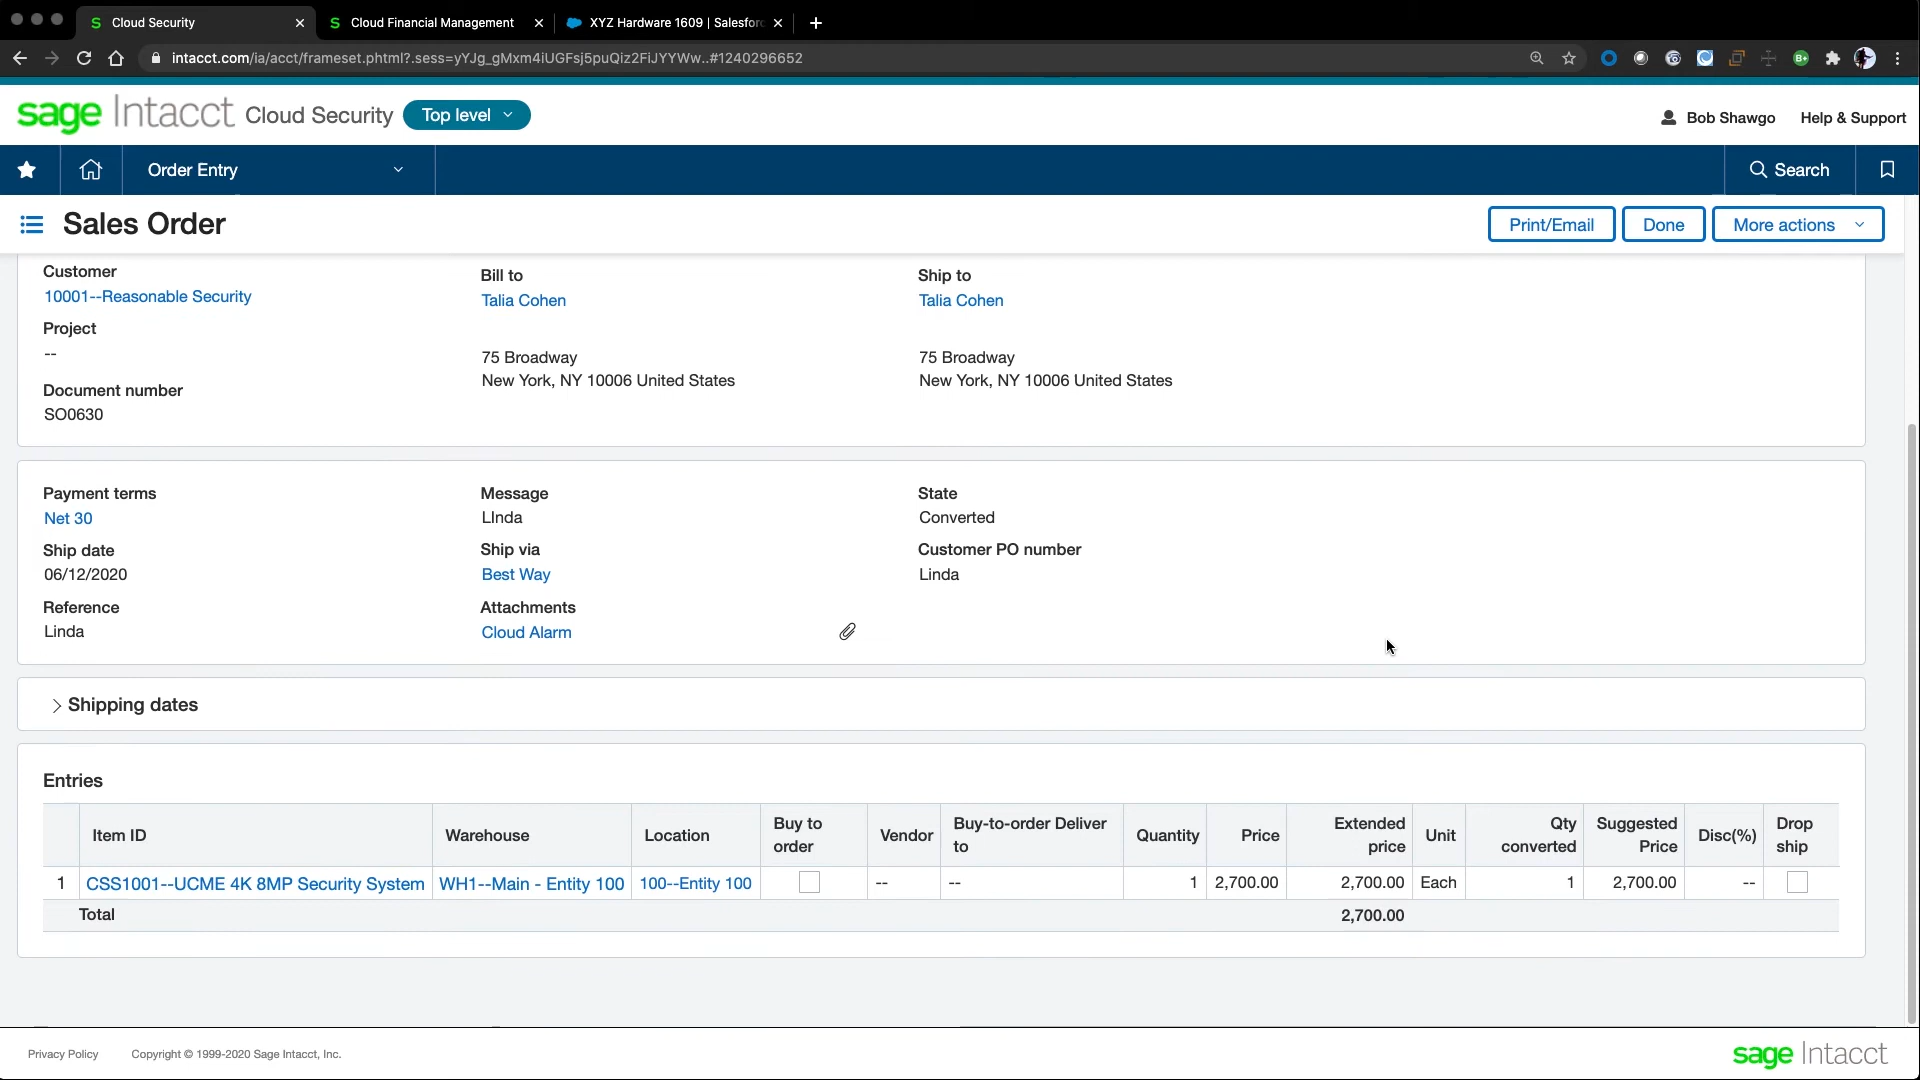 Cloud Security
Cloud Financial Management
XYZ Hardware 1609 | Salesfor
intacct.com/ia/acct/frameset.phtml?.sess=yYJg_gMxm4iUGFsj5puQiz2FiJYYWw..#1240296652
sage Intacct Cloud Security Top level
Bob Shawgo Help & Support
Order Entry
Search
Sales Order
Print/Email
Done
More actions
Customer
10001--Reasonable Security
Project
--
Document number
SO0630
Bill to
Talia Cohen
75 Broadway
New York, NY 10006 United States
Ship to
Talia Cohen
75 Broadway
New York, NY 10006 United States
Payment terms
Net 30
Ship date
06/12/2020
Reference
Linda
Message
LInda
Ship via
Best Way
Attachments
Cloud Alarm
State
Converted
Customer PO number
Linda
Shipping dates
Entries
Item ID Warehouse Location Buy to order Vendor Buy-to-order Deliver to Quantity Price Extended price Unit Qty converted Suggested Price Disc(%) Drop ship
1 CSS1001--UCME 4K 8MP Security System WH1--Main - Entity 100 100--Entity 100 -- -- 1 2,700.00 2,700.00 Each 1 2,700.00 --
Total 2,700.00
Privacy Policy Copyright © 1999-2020 Sage Intacct, Inc.
sage Intacct